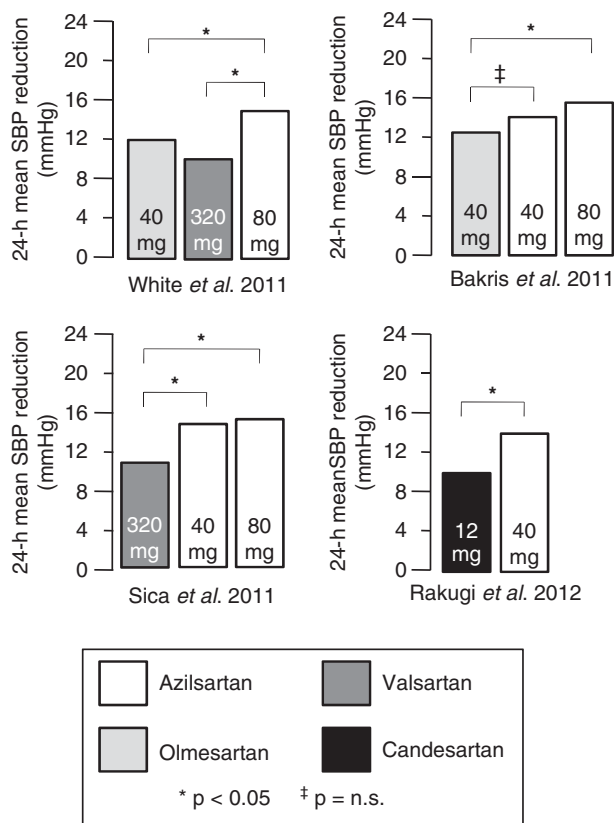 24-h mean SBP reduction
(mmHg)
24
20
16
12
8
4
0
*
*
40
mg
320
mg
80
mg
White et al. 2011
24-h mean SBP reduction
(mmHg)
24
20
16
12
8
4
0
*
‡
40
mg
40
mg
80
mg
Bakris et al. 2011
24-h mean SBP reduction
(mmHg)
24
20
16
12
8
4
0
*
*
320
mg
40
mg
80
mg
Sica et al. 2011
24-h meanSBP reduction
(mmHg)
24
20
16
12
8
4
0
*
12
mg
40
mg
Rakugi et al. 2012
Azilsartan
Valsartan
Olmesartan
Candesartan
* p < 0.05 ‡ p = n.s.